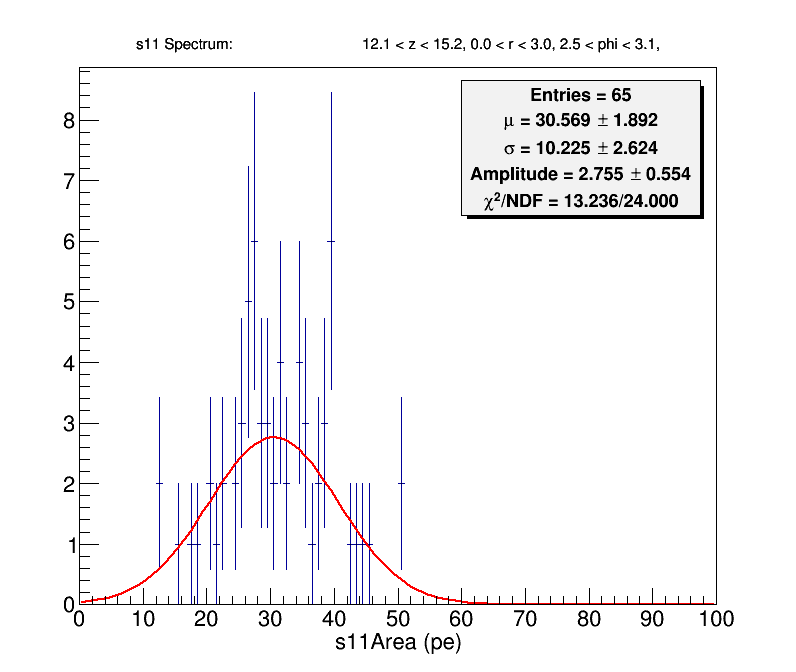 s11 Spectrum: 12.1 < z < 15.2, 0.0 < r < 3.0, 2.5 < phi < 3.1,
Entries = 65
μ = 30.569 ± 1.892
σ = 10.225 ± 2.624
Amplitude = 2.755 ± 0.554
χ²/NDF = 13.236/24.000
8
7
6
5
4
3
2
1
0
0 10 20 30 40 50 60 70 80 90 100
s11Area (pe)